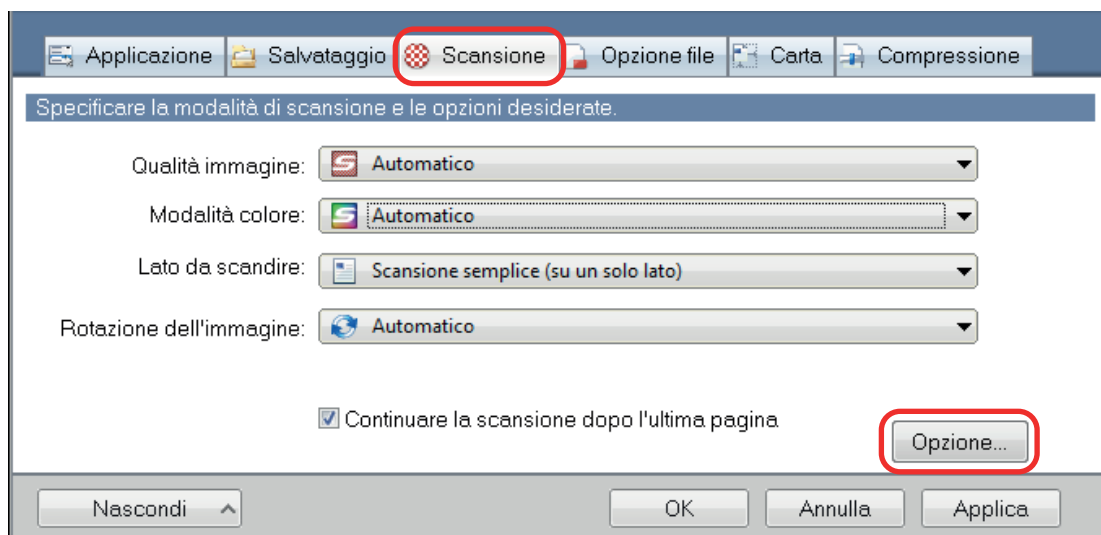 Applicazione Salvataggio Scansione Opzione file Carta Compressione
Specificare la modalità di scansione e le opzioni desiderate.
Qualità immagine: Automatico
Modalità colore: Automatico
Lato da scandire: Scansione semplice (su un solo lato)
Rotazione dell'immagine: Automatico
Continuare la scansione dopo l'ultima pagina
Opzione...
Nascondi OK Annulla Applica